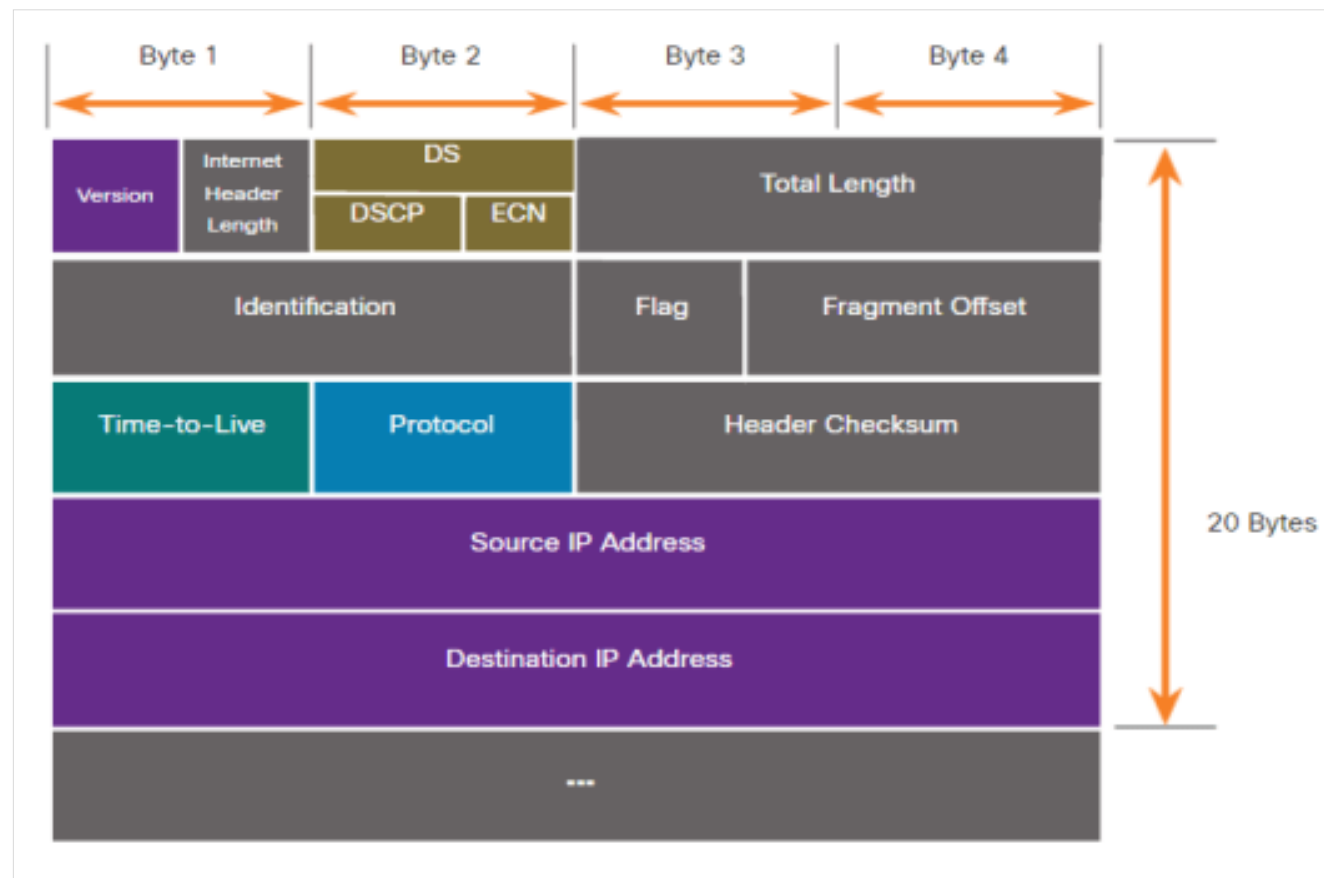 Byte 1 Byte 2 Byte 3 Byte 4
Version
Internet
Header
Length
DS
DSCP ECN
Total Length
Identification Flag Fragment Offset
Time-to-Live Protocol Header Checksum
Source IP Address
20 Bytes
Destination IP Address
---